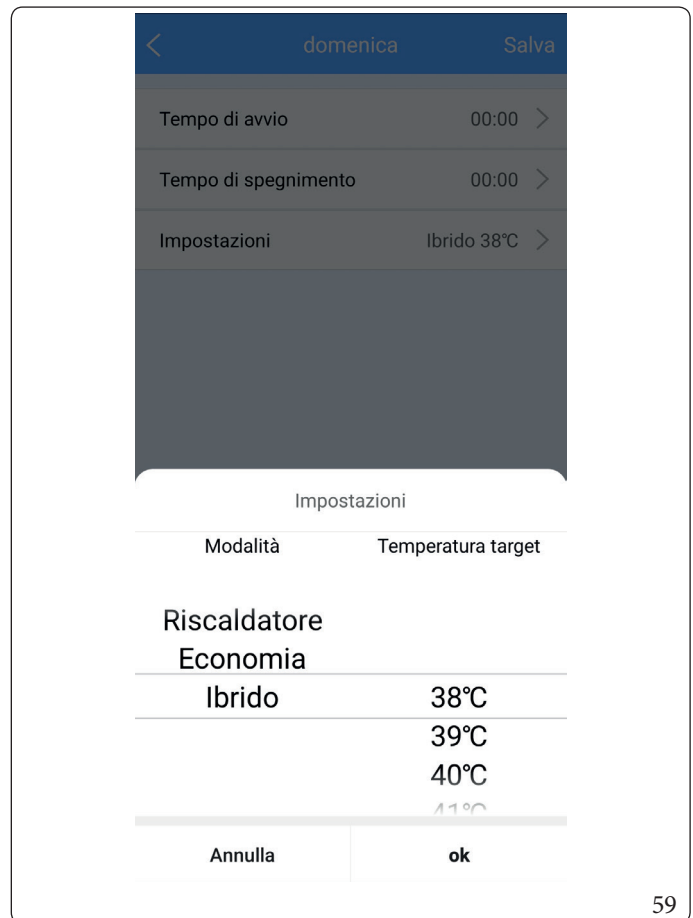 domenica Salva
Tempo di avvio 00:00
Tempo di spegnimento 00:00
Impostazioni Ibrido 38℃
Impostazioni
Modalità Temperatura target
Riscaldatore
Economia
Ibrido 38℃
39℃
40℃
41℃
Annulla ok
59